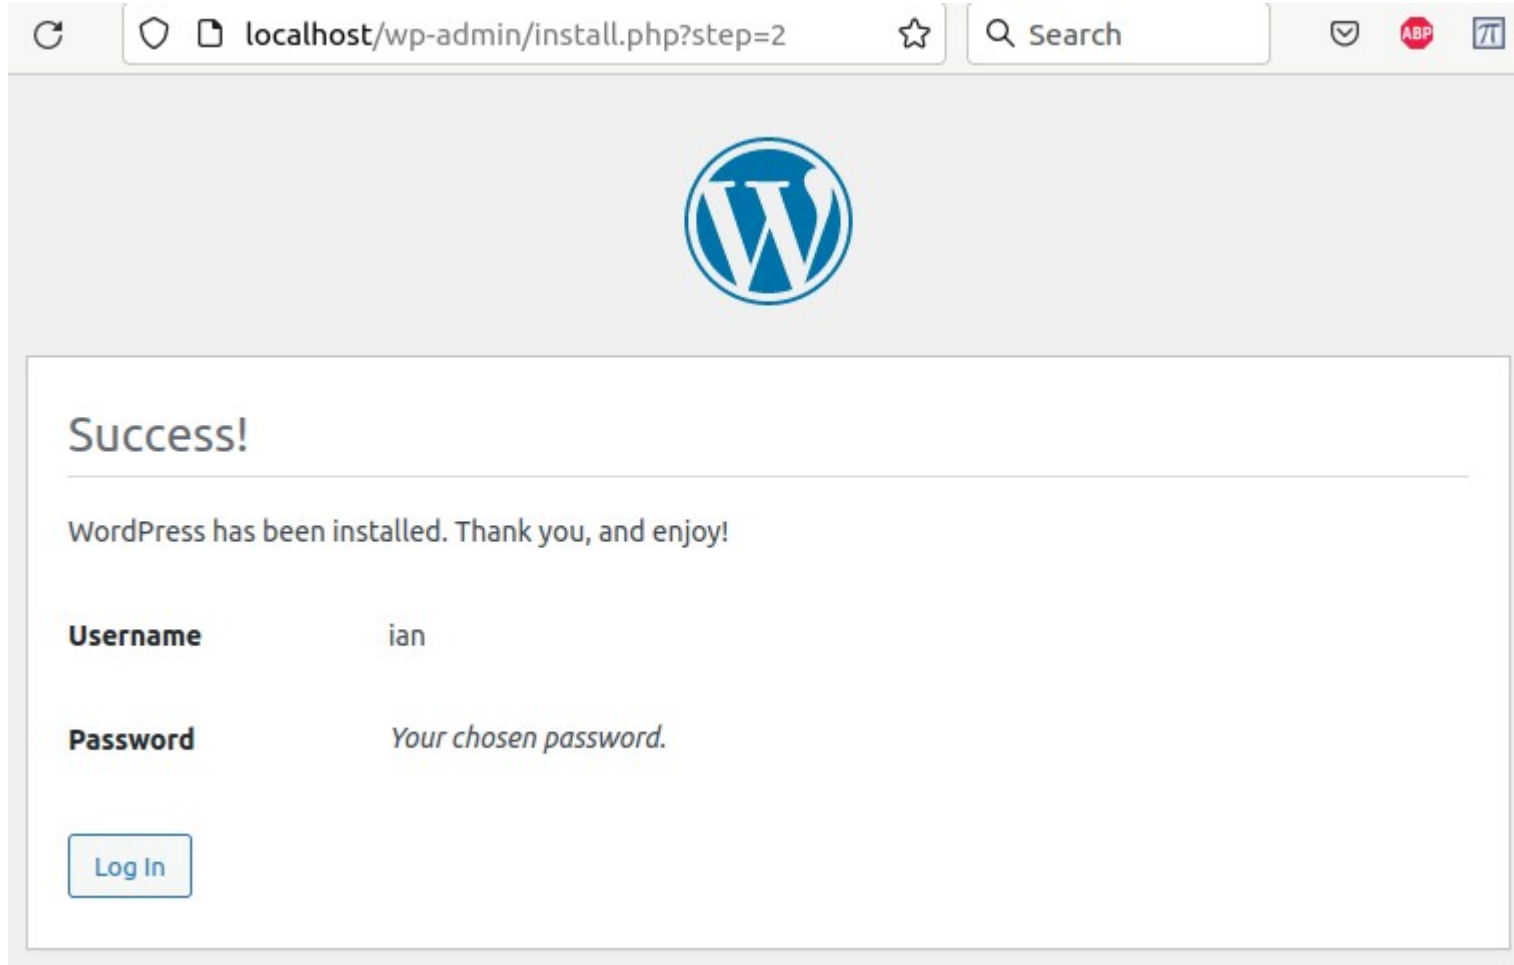 localhost/wp-admin/install.php?step=2
Search
ABP
π
W
Success!
WordPress has been installed. Thank you, and enjoy!
Username ian
Password Your chosen password.
Log In